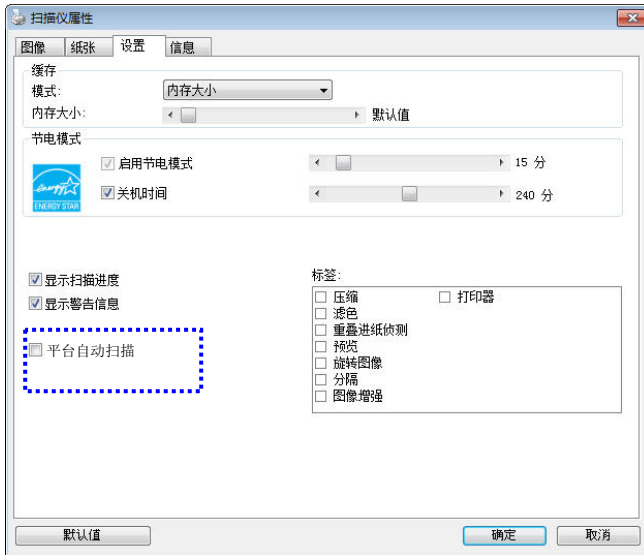 扫描仪属性
图像 纸张 设置 信息
缓存
模式: 内存大小
内存大小: 默认值
节电模式
启用节电模式 15 分
关机时间 240 分
energy
ENERGY STAR
显示扫描进度
显示警告信息
平台自动扫描
标签:
压缩 打印器
滤色
重叠进纸侦测
预览
旋转图像
分隔
图像增强
默认值 确定 取消